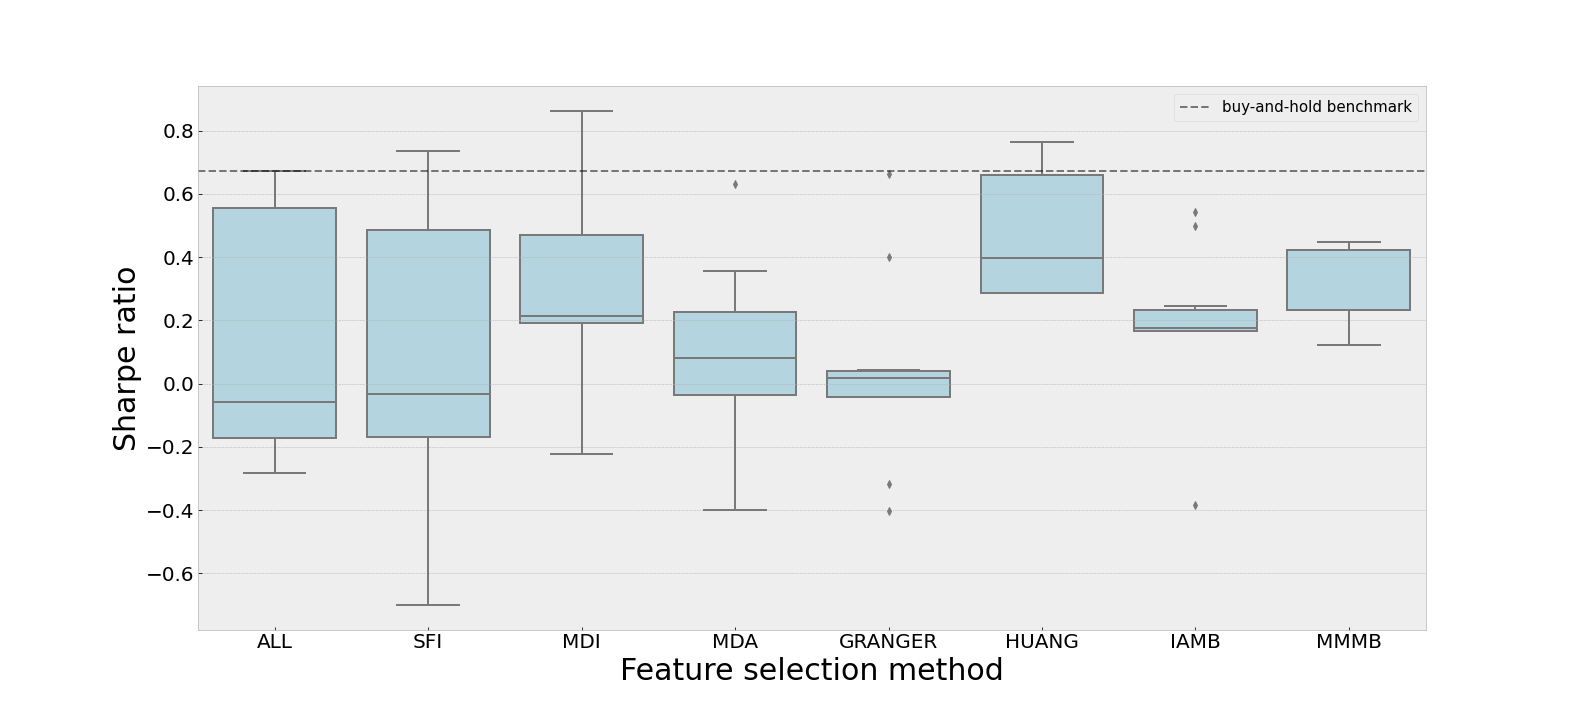 buy-and-hold benchmark
0.8
0.6
0.4
0.2
0.0
−0.2
−0.4
−0.6
Sharpe ratio
ALL SFI MDI MDA GRANGER HUANG IAMB MMMB
Feature selection method